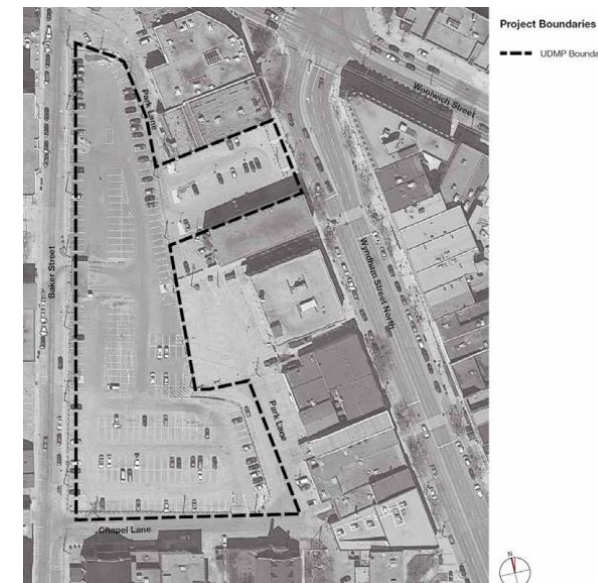 Project Boundaries
UDMP Bounda
Woolwich Street
Park Lane
Baker Street
Wyndham Street North
Park Lane
Chapel Lane
N